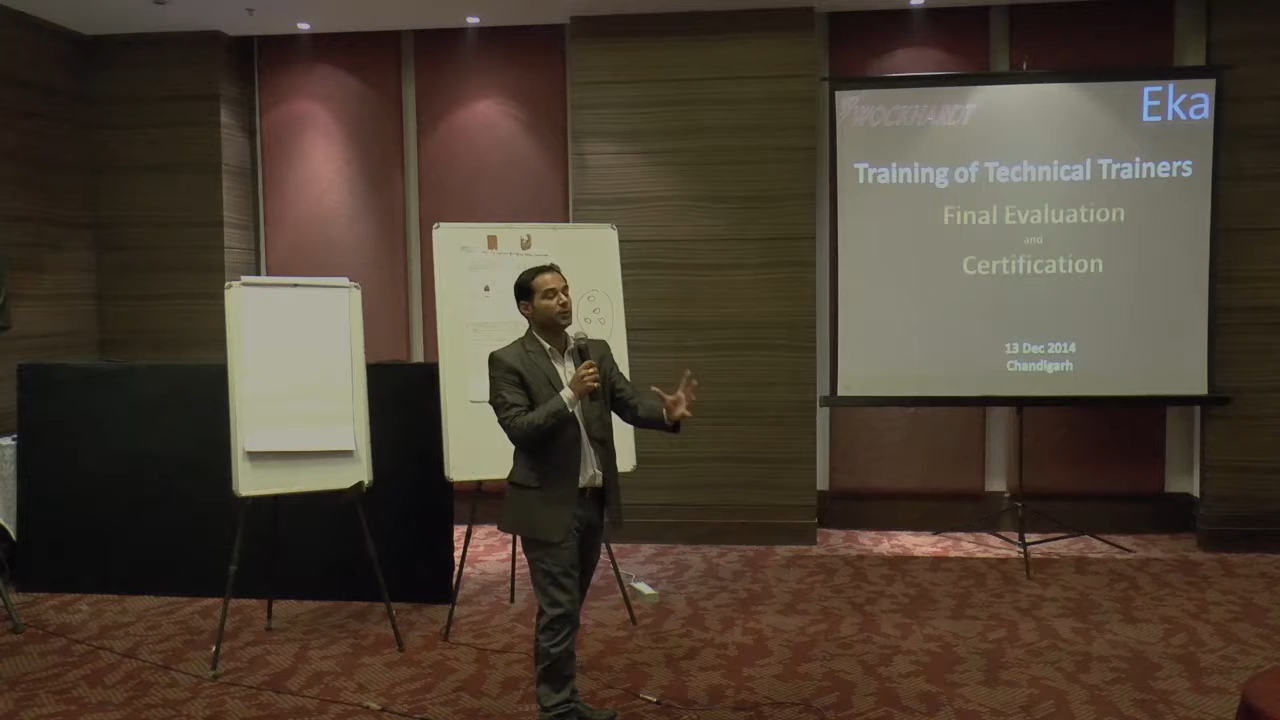 WOCKHARDT
Eka
Training of Technical Trainers
Final Evaluation
and
Certification
13 Dec 2014
Chandigarh